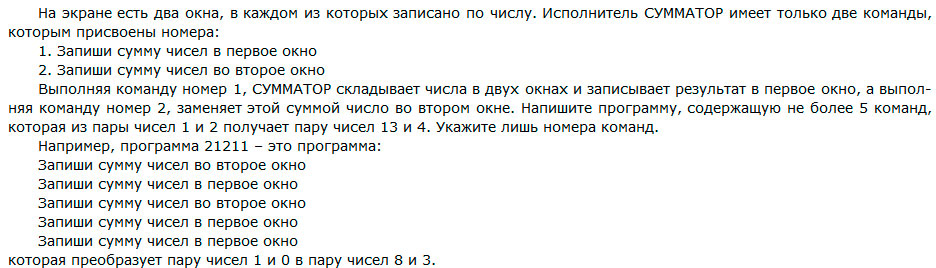 На экране есть два окна, в каждом из которых записано по числу. Исполнитель СУММАТОР имеет только две команды,
которым присвоены номера:
1. Запиши сумму чисел в первое окно
2. Запиши сумму чисел во второе окно
Выполняя команду номер 1, СУММАТОР складывает числа в двух окнах и записывает результат в первое окно, а выпол-
няя команду номер 2, заменяет этой суммой число во втором окне. Напишите программу, содержащую не более 5 команд,
которая из пары чисел 1 и 2 получает пару чисел 13 и 4. Укажите лишь номера команд.
Например, программа 21211 – это программа:
Запиши сумму чисел во второе окно
Запиши сумму чисел в первое окно
Запиши сумму чисел во второе окно
Запиши сумму чисел в первое окно
Запиши сумму чисел в первое окно
которая преобразует пару чисел 1 и 0 в пару чисел 8 и 3.